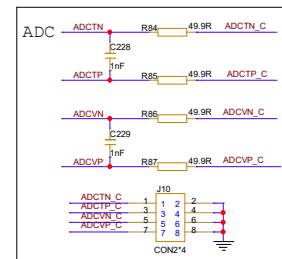 ADC
ADCTN R84 49.9R ADCTN_C
C228
1nF
ADCTP R85 49.9R ADCTP_C
ADCVN R86 49.9R ADCVN_C
C229
1nF
ADCVP R87 49.9R ADCVP_C
J10
ADCTN_C 1 1 2 2
ADCTP_C 3 3 4 4
ADCVN_C 5 5 6 6
ADCVP_C 7 7 8 8
CON2*4